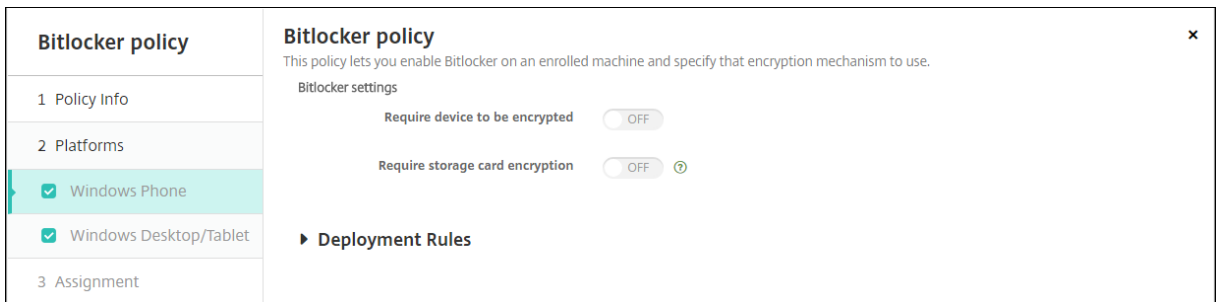 Bitlocker policy
1 Policy Info
2 Platforms
Windows Phone
Windows Desktop/Tablet
3 Assignment
Bitlocker policy
This policy lets you enable Bitlocker on an enrolled machine and specify that encryption mechanism to use.
Bitlocker settings
Require device to be encrypted OFF
Require storage card encryption OFF ?
Deployment Rules